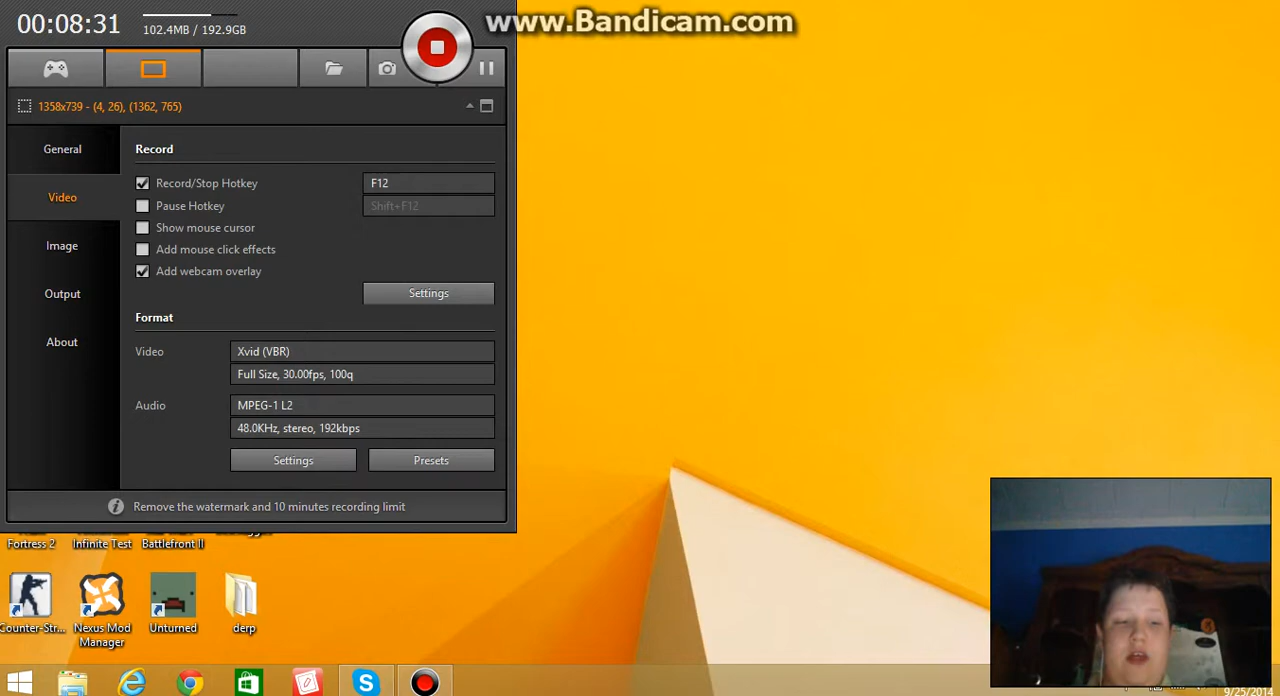 00:08:31
102.4MB / 192.9GB
www.Bandicam.com
1358x739 - (4, 26), (1362, 765)
General
Video
Image
Output
About
Record
Record/Stop Hotkey
F12
Pause Hotkey
Shift+F12
Show mouse cursor
Add mouse click effects
Add webcam overlay
Settings
Format
Video
Xvid (VBR)
Full Size, 30.00fps, 100q
Audio
MPEG-1 L2
48.0KHz, stereo, 192kbps
Settings
Presets
Remove the watermark and 10 minutes recording limit
Fortress 2
Infinite Test
Battlefront II
Counter-Str...
Nexus Mod
Manager
Unturned
derp
9/25/2014